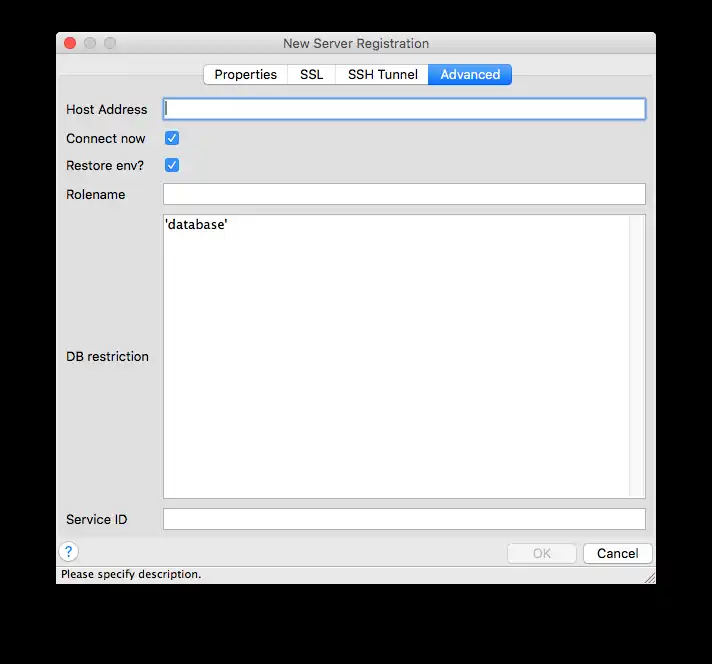 New Server Registration
Properties SSL SSH Tunnel Advanced
Host Address
Connect now
Restore env?
Rolename
'database'
DB restriction
Service ID
? OK Cancel
Please specify description.